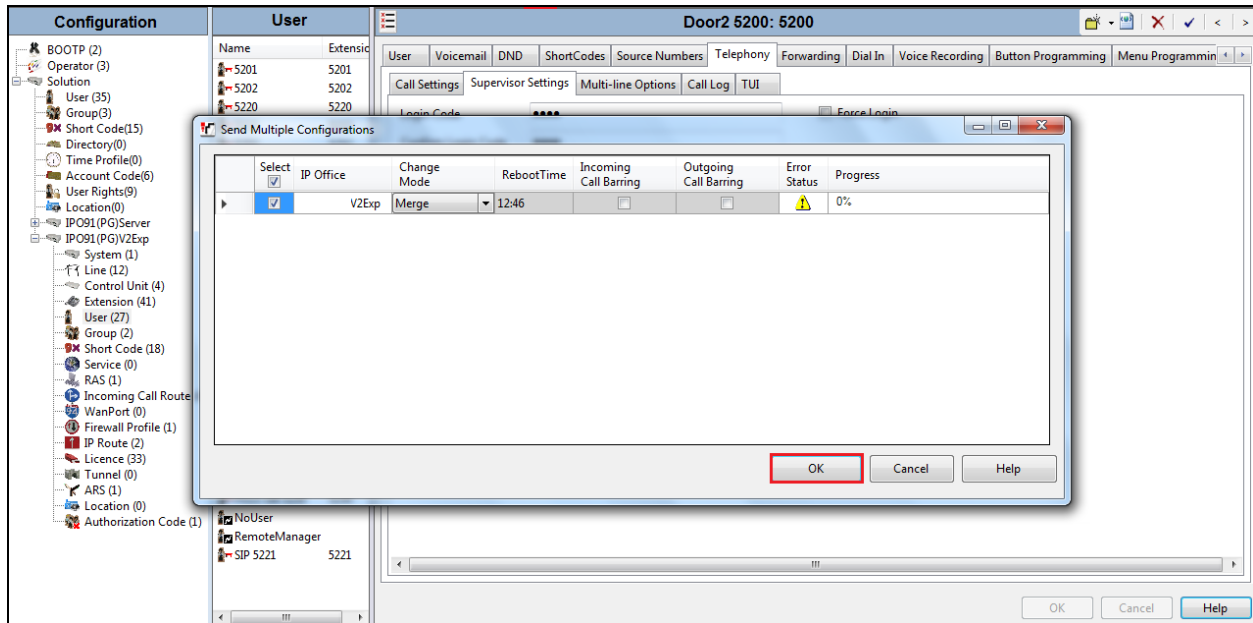 Configuration
BOOTP (2)
Operator (3)
Solution
User (35)
Group(3)
Short Code(15)
Directory(0)
Time Profile(0)
Account Code(6)
User Rights(9)
Location(0)
IPO91(PG)Server
IPO91(PG)V2Exp
System (1)
Line (12)
Control Unit (4)
Extension (41)
User (27)
Group (2)
Short Code (18)
Service (0)
RAS (1)
Incoming Call Route
WanPort (0)
Firewall Profile (1)
IP Route (2)
Licence (33)
Tunnel (0)
ARS (1)
Location (0)
Authorization Code (1)
User
Name Extensio
5201 5201
5202 5202
5220 5220
NoUser
RemoteManager
SIP 5221 5221
Door2 5200: 5200
User Voicemail DND ShortCodes Source Numbers Telephony Forwarding Dial In Voice Recording Button Programming Menu Programmin
Call Settings Supervisor Settings Multi-line Options Call Log TUI
Login Code Force Login
Send Multiple Configurations
Select IP Office Change Mode RebootTime Incoming Call Barring Outgoing Call Barring Error Status Progress
V2Exp Merge 12:46 0%
OK Cancel Help
OK Cancel Help